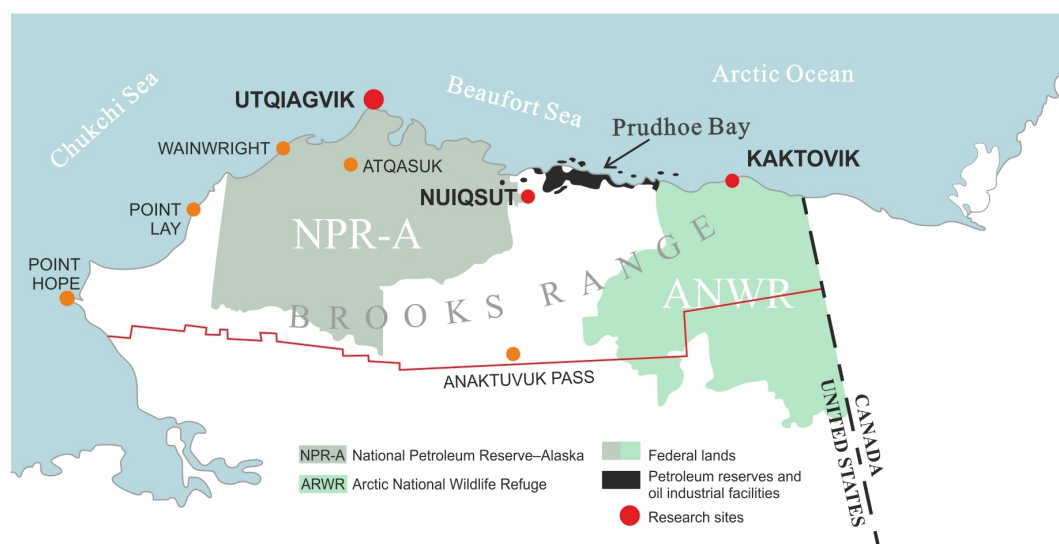 Chukchi Sea
Beaufort Sea
Arctic Ocean
UTQIAGVIK
Prudhoe Bay
WAINWRIGHT
ATQASUK
KAKTOVIK
NUIQSUT
POINT
LAY
NPR-A
BROOKS RANGE
ANWR
POINT
HOPE
ANAKTUVUK PASS
CANADA
UNITED STATES
NPR-A National Petroleum Reserve–Alaska
ARWR Arctic National Wildlife Refuge
Federal lands
Petroleum reserves and
oil industrial facilities
Research sites